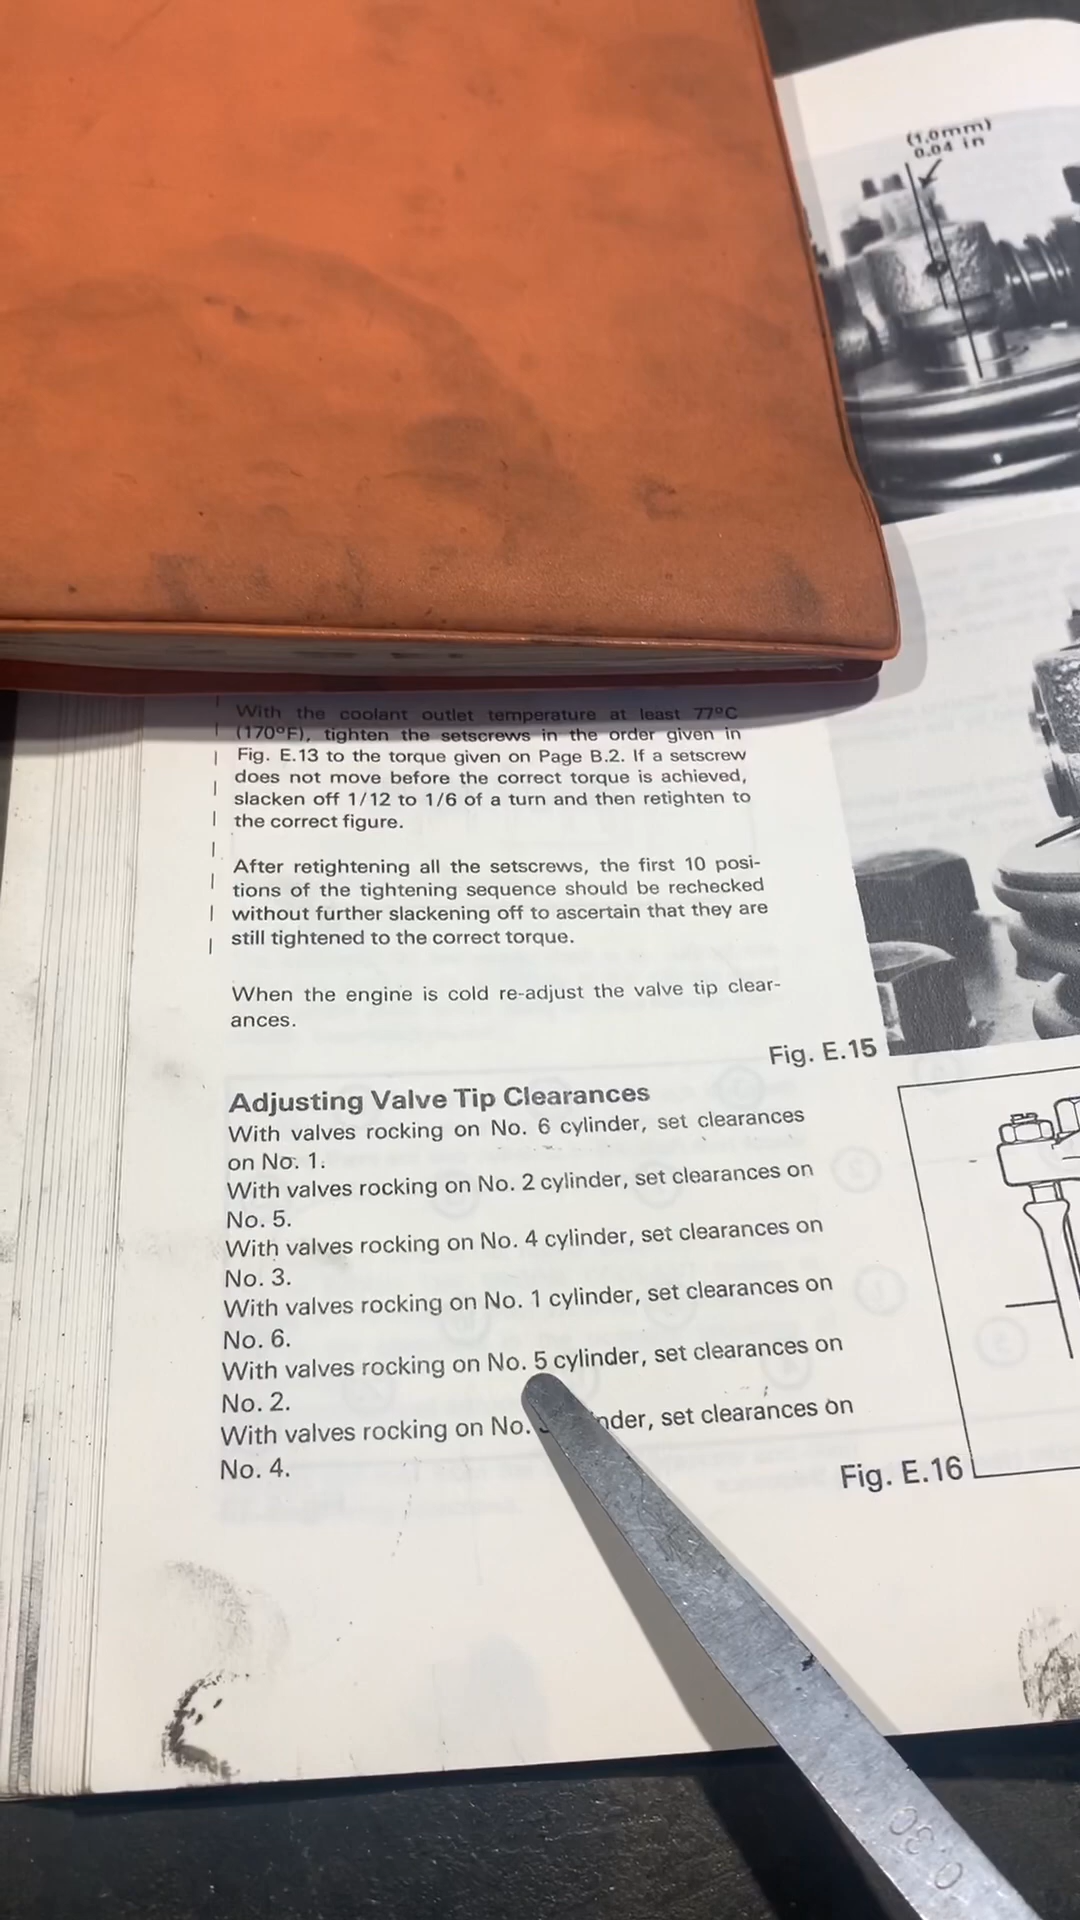 (1.0mm)
0.04 in
With the coolant outlet temperature at least 77°C
(170°F), tighten the setscrews in the order given in
Fig. E.13 to the torque given on Page B.2. If a setscrew
does not move before the correct torque is achieved,
slacken off 1/12 to 1/6 of a turn and then retighten to
the correct figure.
After retightening all the setscrews, the first 10 posi-
tions of the tightening sequence should be rechecked
without further slackening off to ascertain that they are
still tightened to the correct torque.
When the engine is cold re-adjust the valve tip clear-
ances.
Fig. E.15
Adjusting Valve Tip Clearances
With valves rocking on No. 6 cylinder, set clearances
on No. 1.
With valves rocking on No. 2 cylinder, set clearances on
No. 5.
With valves rocking on No. 4 cylinder, set clearances on
No. 3.
With valves rocking on No. 1 cylinder, set clearances on
No. 6.
With valves rocking on No. 5 cylinder, set clearances on
No. 2.
With valves rocking on No. set clearances on
No. 4.
Fig. E.16
0.30